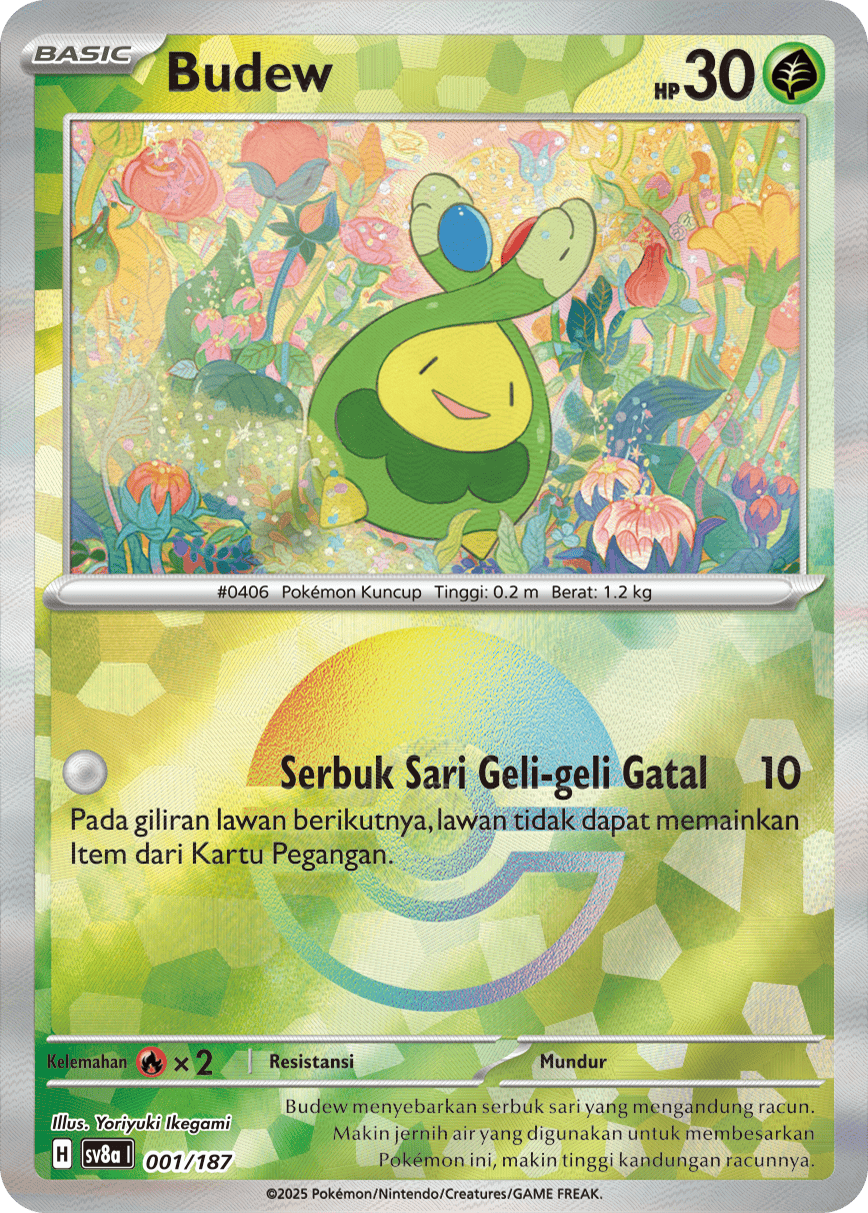 BASIC
Budew
HP 30
#0406 Pokémon Kuncup Tinggi: 0.2 m Berat: 1.2 kg
Serbuk Sari Geli-geli Gatal 10
Pada giliran lawan berikutnya, lawan tidak dapat memainkan
Item dari Kartu Pegangan.
Kelemahan × 2 Resistansi Mundur
Budew menyebarkan serbuk sari yang mengandung racun.
Makin jernih air yang digunakan untuk membesarkan
Pokémon ini, makin tinggi kandungan racunnya.
Illus. Yoriyuki Ikegami
H sv8a I 001/187
©2025 Pokémon/Nintendo/Creatures/GAME FREAK.